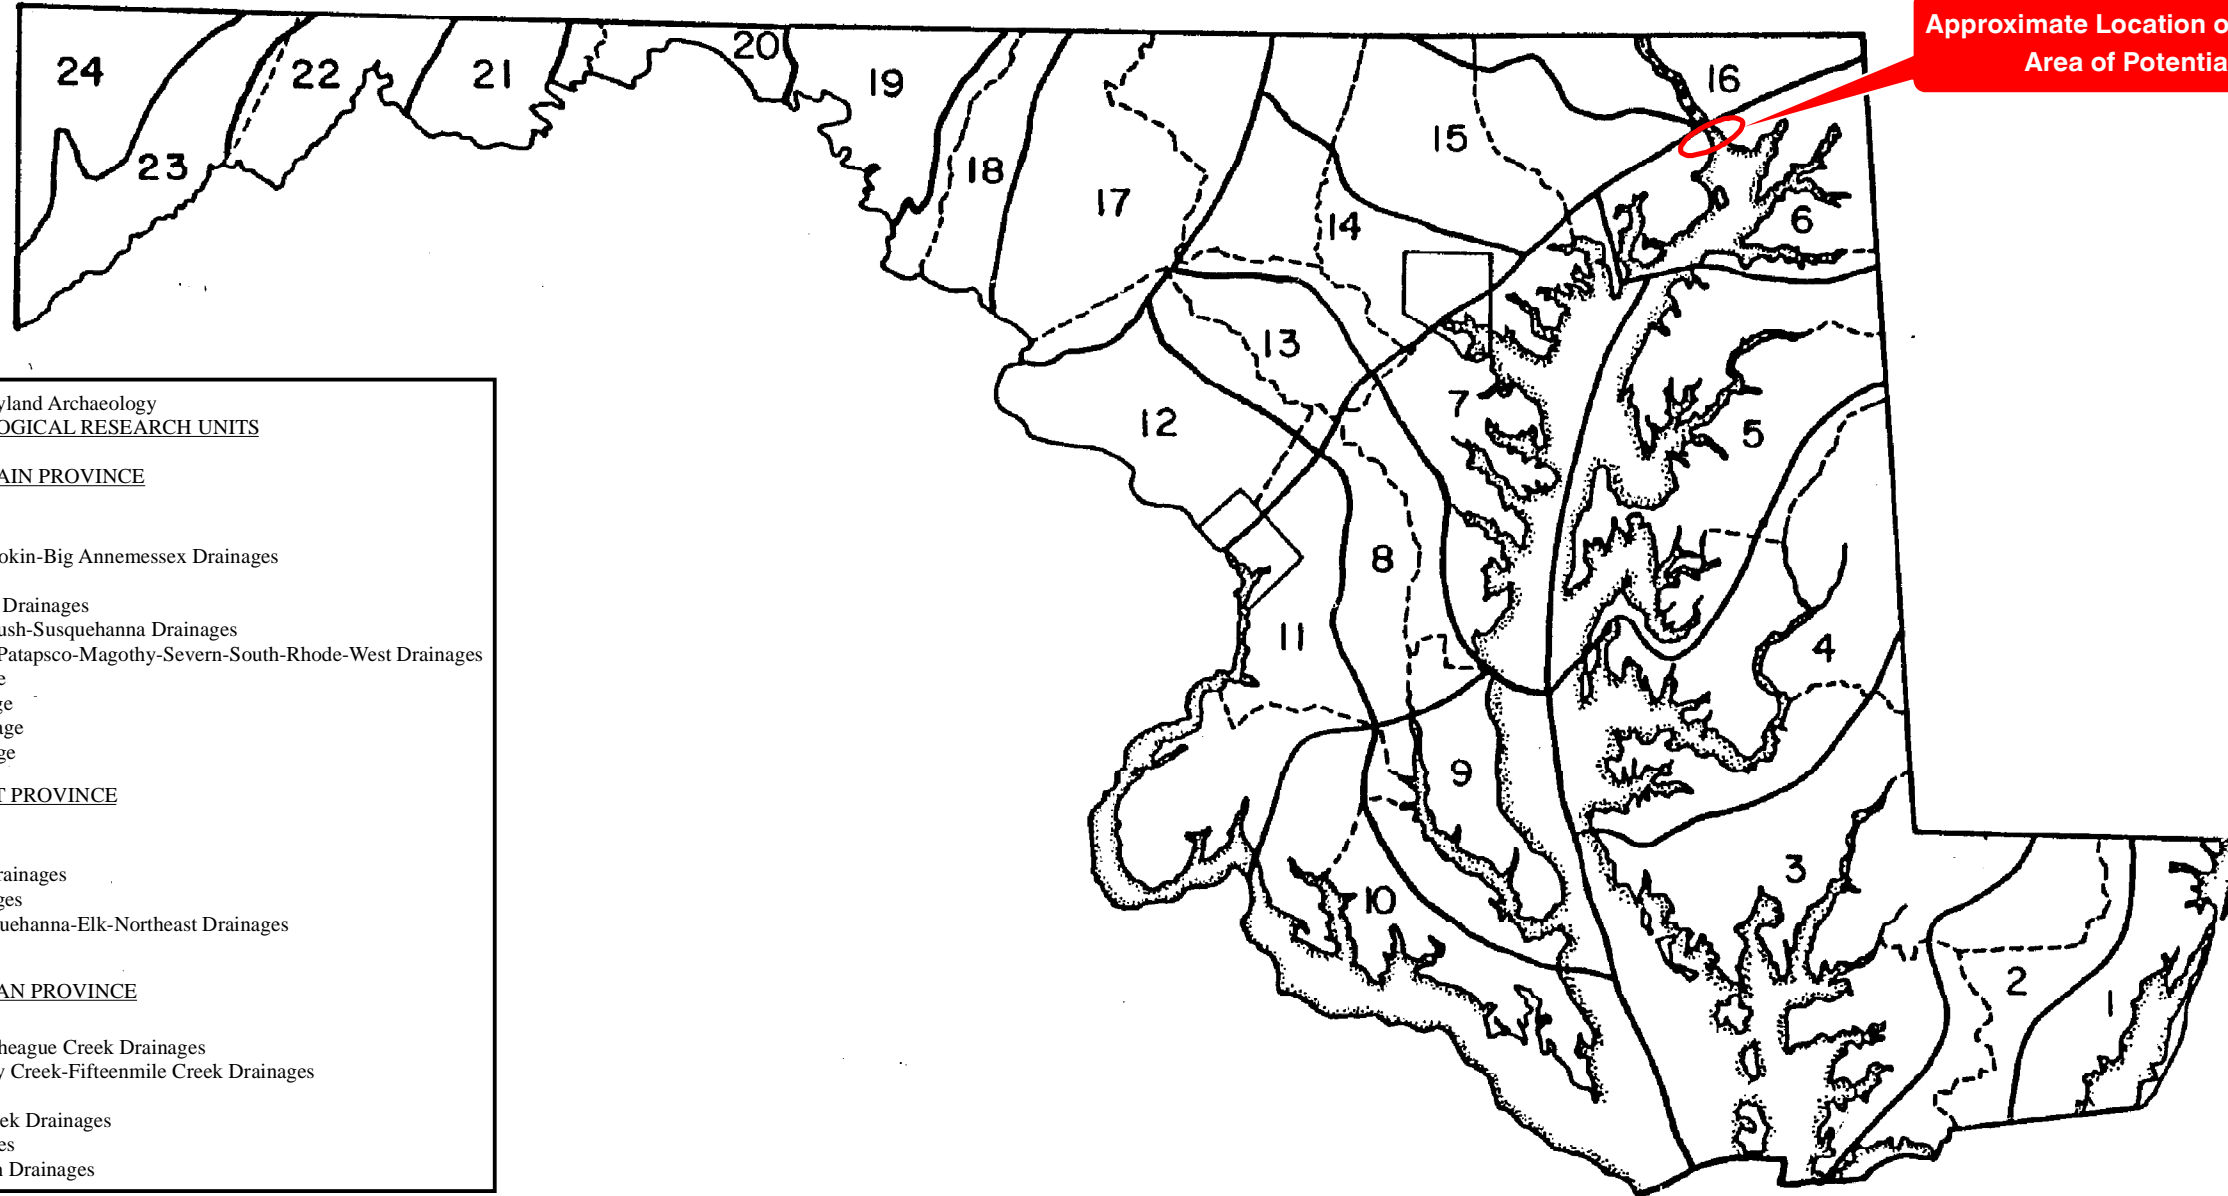 Approximate Location o
Area of Potentia
24
23
22
21
20
19
18
17
16
15
14
13
12
11
10
9
8
7
6
5
4
3
2
1
yland Archaeology
OGICAL RESEARCH UNITS
AIN PROVINCE
okin-Big Annemessex Drainages
Drainages
ush-Susquehanna Drainages
Patapsco-Magothy-Severn-South-Rhode-West Drainages
e
ge
age
ge
T PROVINCE
rainages
ges
uehanna-Elk-Northeast Drainages
AN PROVINCE
heague Creek Drainages
y Creek-Fifteenmile Creek Drainages
ek Drainages
es
n Drainages